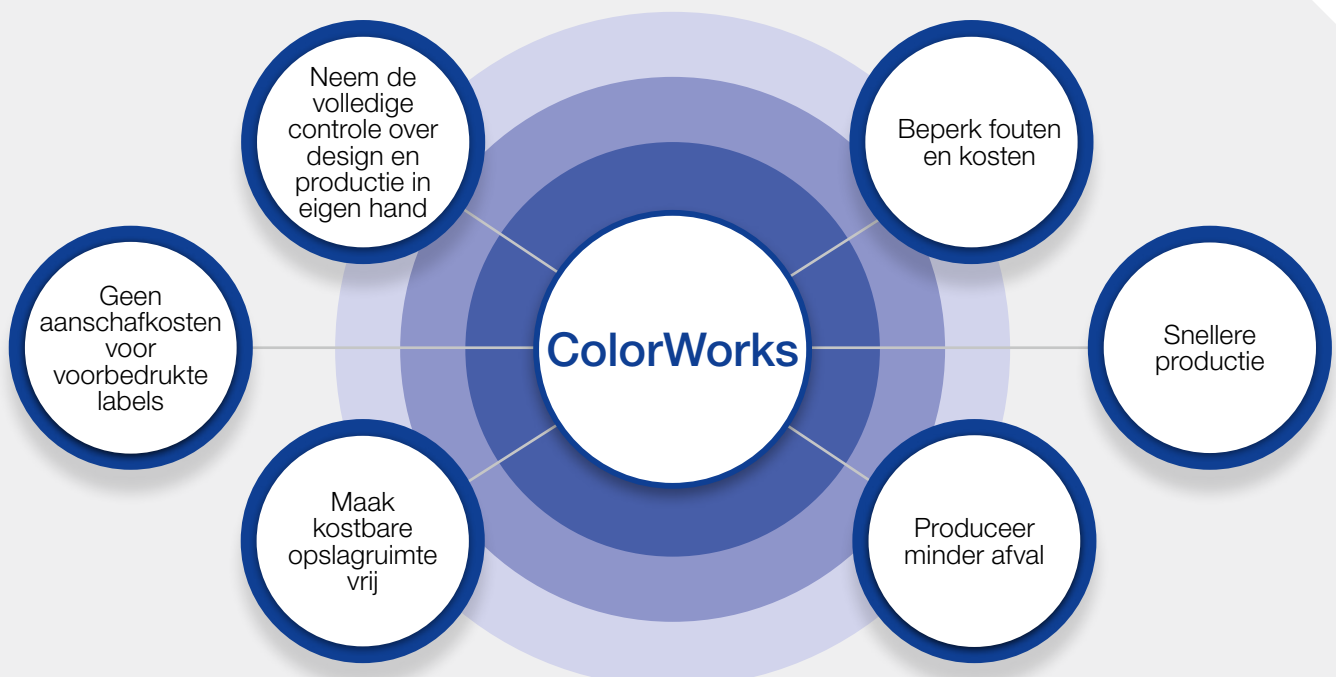 Neem de
volledige
controle over
design en
productie in
eigen hand
Beperk fouten
en kosten
Geen
aanschafkosten
voor
voorbedrukte
labels
ColorWorks
Snellere
productie
Maak
kostbare
opslagruimte
vrij
Produceer
minder afval